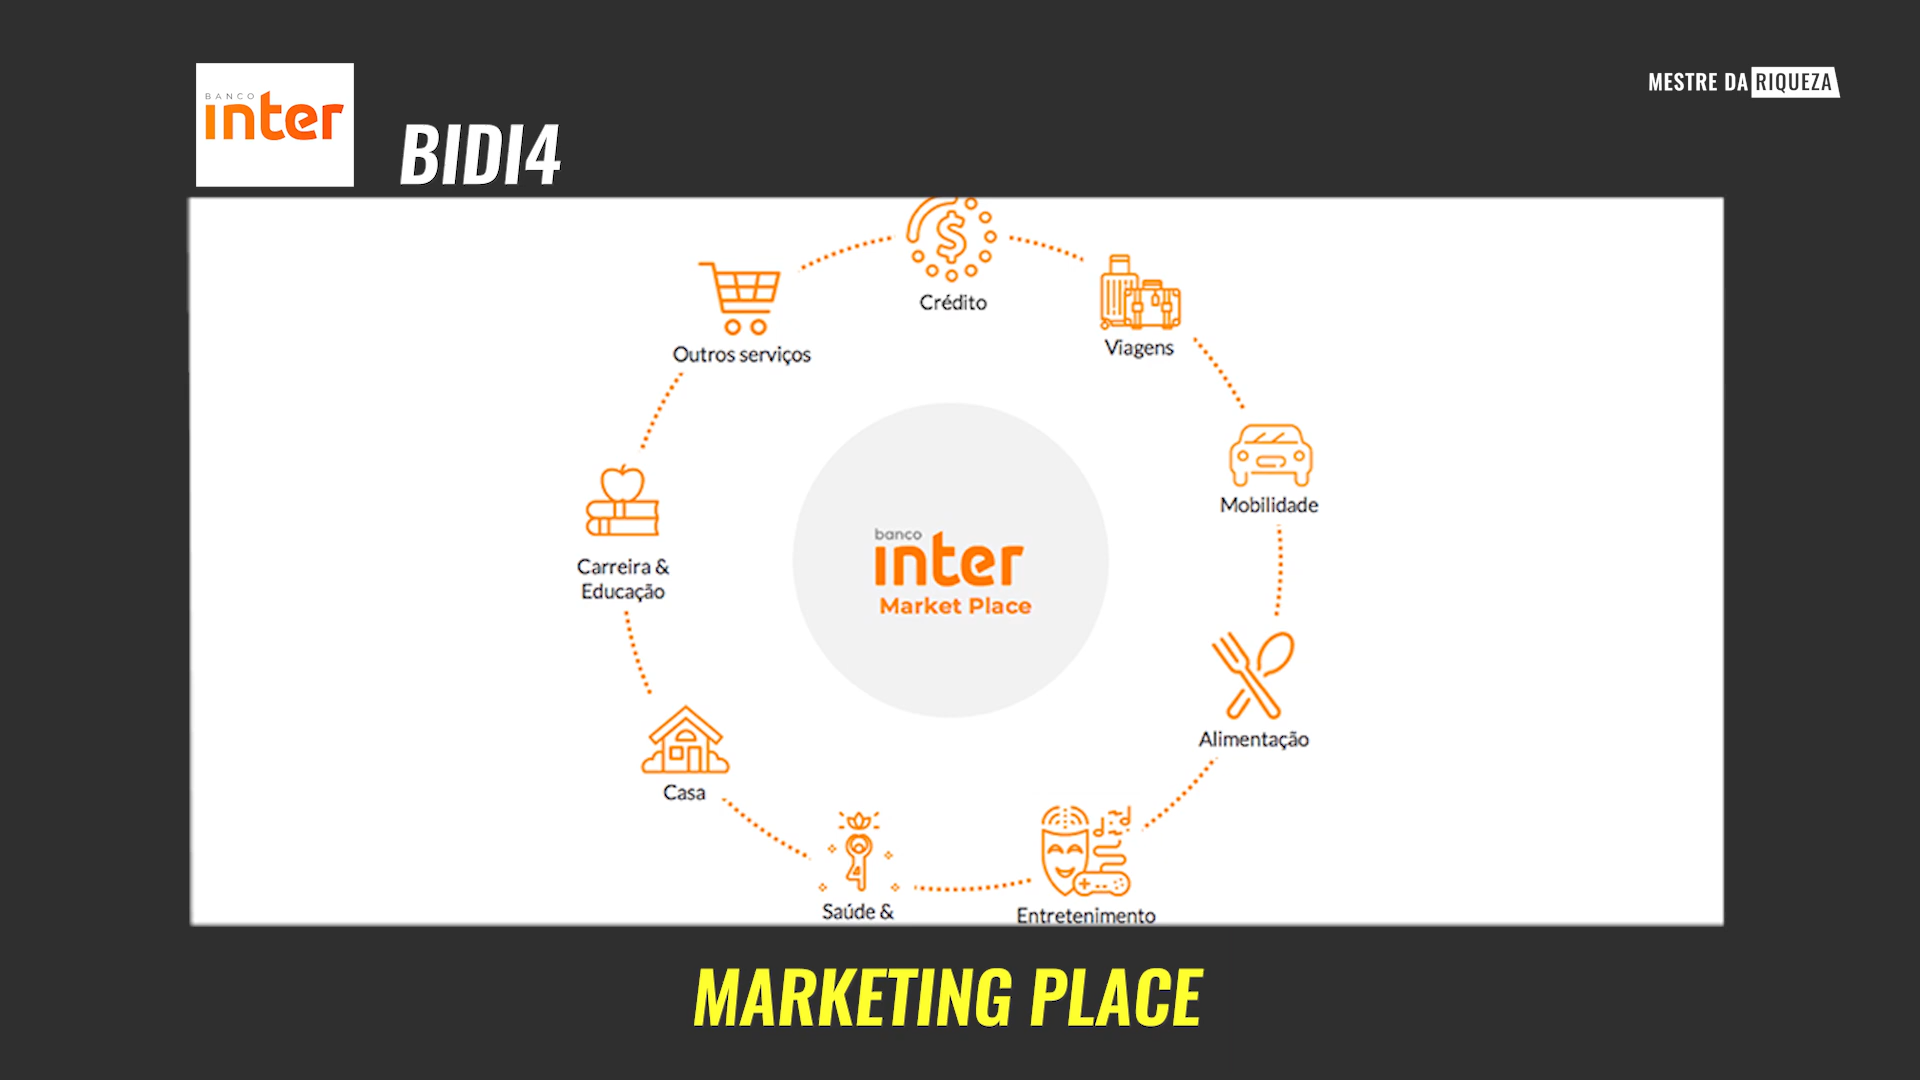 BANCO
inter
BIDI4
MESTRE DA RIQUEZA
Crédito
Viagens
Outros serviços
Mobilidade
Carreira &
Educação
banco
inter
Market Place
Alimentação
Casa
Saúde &
Entretenimento
MARKETING PLACE